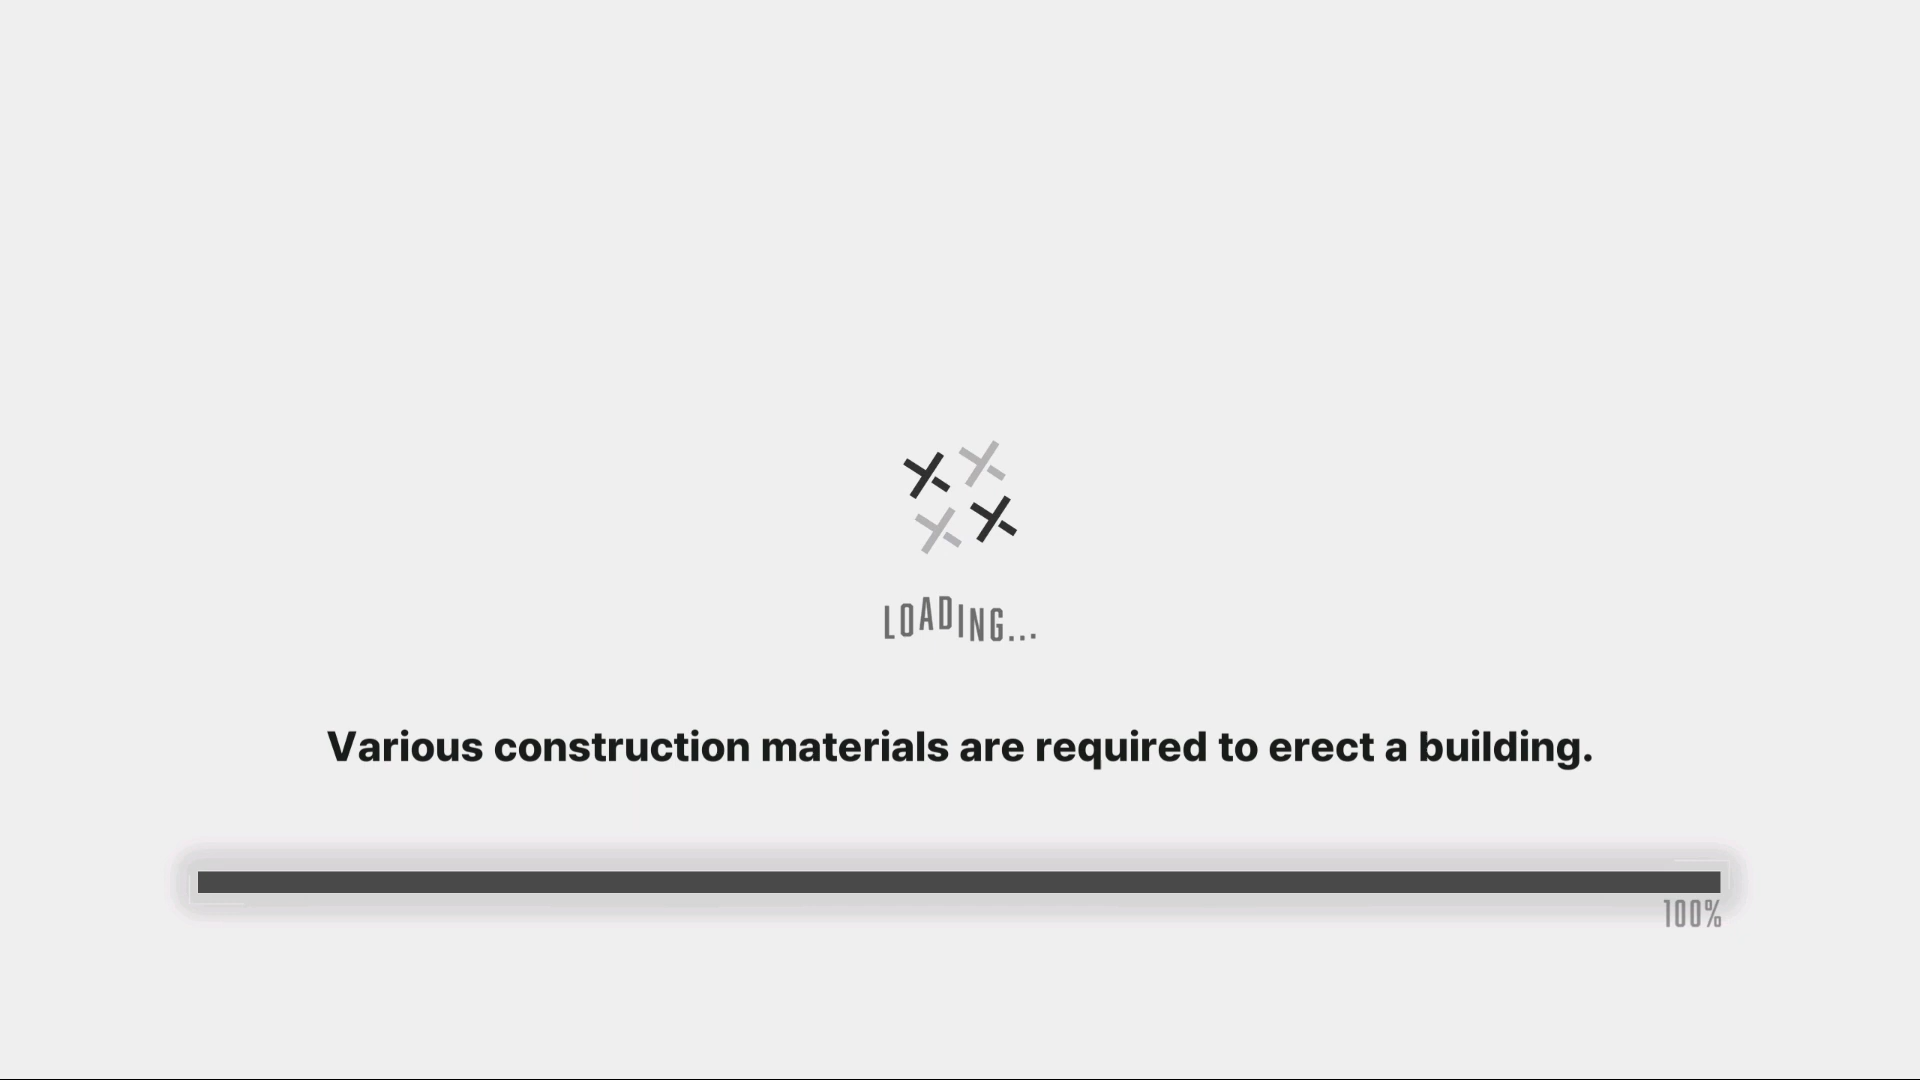 LOADING...
Various construction materials are required to erect a building.
100%